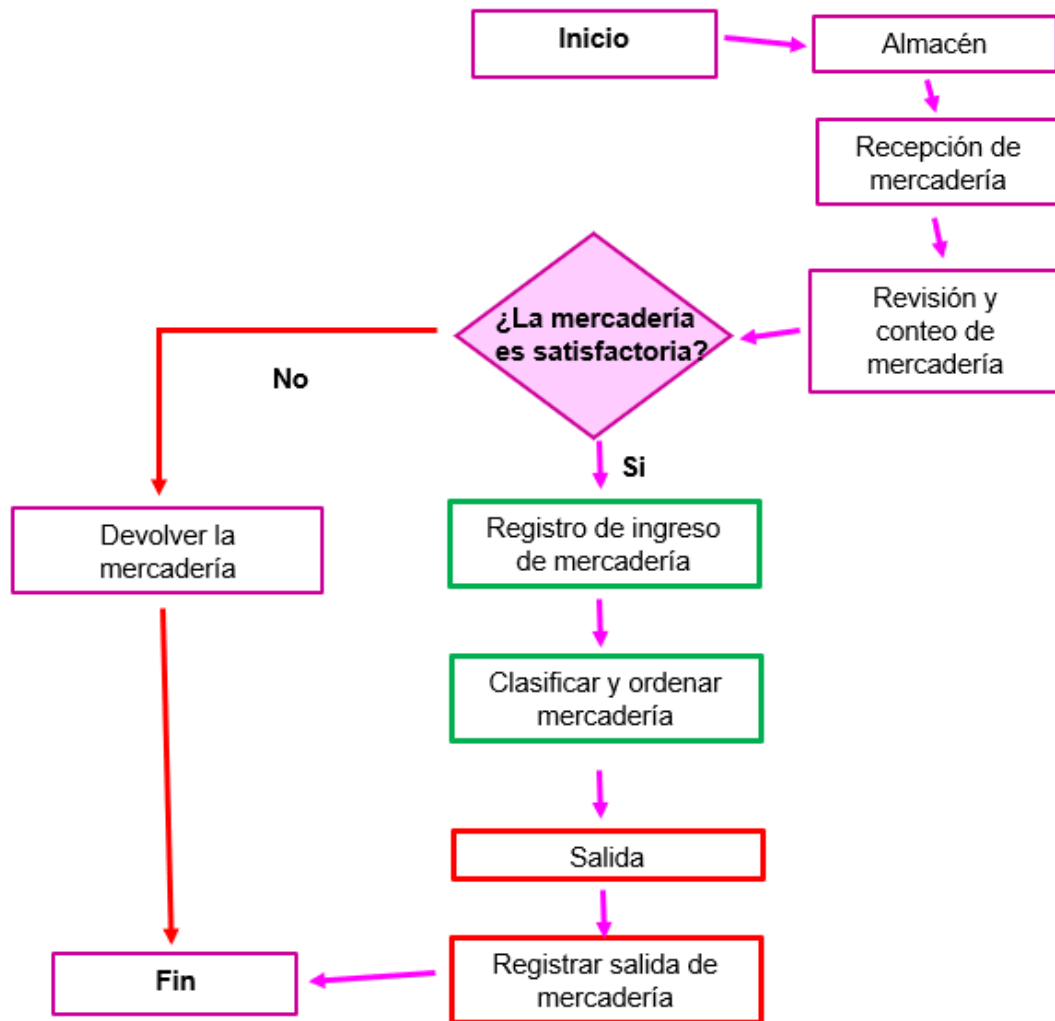 Inicio
Almacén
Recepción de
mercadería
Revisión y
conteo de
mercadería
¿La mercadería
es satisfactoria?
No
Si
Devolver la
mercadería
Registro de ingreso
de mercadería
Clasificar y ordenar
mercadería
Salida
Registrar salida de
mercadería
Fin